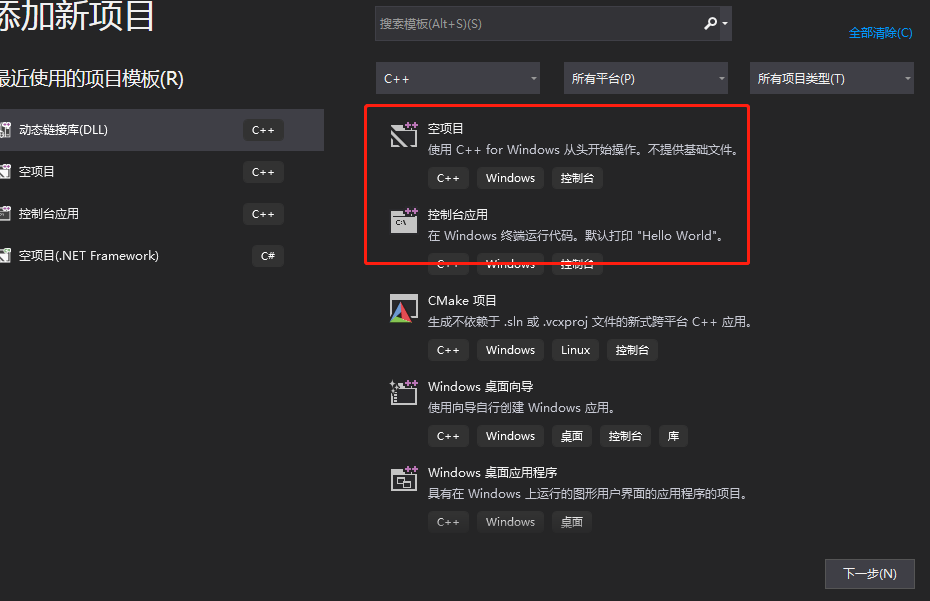 添加新项目
搜索模板(Alt+S)(S)
全部清除(C)
最近使用的项目模板(R)
C++
所有平台(P)
所有项目类型(T)
动态链接库(DLL)
C++
空项目
C++
控制台应用
C++
空项目(.NET Framework)
C#
空项目
使用 C++ for Windows 从头开始操作。不提供基础文件。
C++
Windows
控制台
控制台应用
在 Windows 终端运行代码。默认打印 "Hello World"。
C++
Windows
控制台
CMake 项目
生成不依赖于 .sln 或 .vcxproj 文件的新式跨平台 C++ 应用。
C++
Windows
Linux
控制台
Windows 桌面向导
使用向导自行创建 Windows 应用。
C++
Windows
桌面
控制台
库
Windows 桌面应用程序
具有在 Windows 上运行的图形用户界面的应用程序的项目。
C++
Windows
桌面
下一步(N)